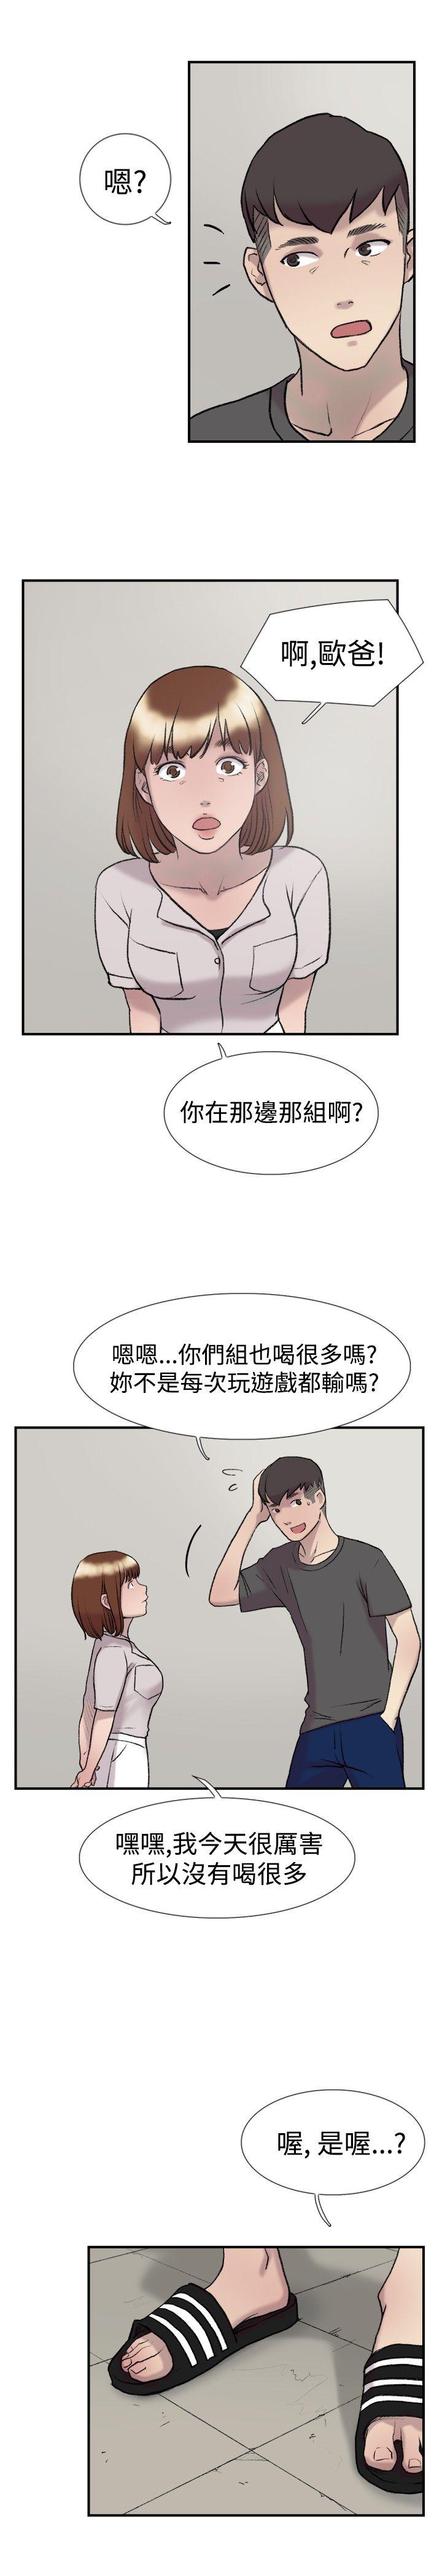 嗯?
啊,歐爸!
你在那邊那組啊?
嗯嗯...你們組也喝很多嗎?
妳不是每次玩遊戲都輸嗎?
嘿嘿,我今天很厲害
所以沒有喝很多
喔, 是喔...?